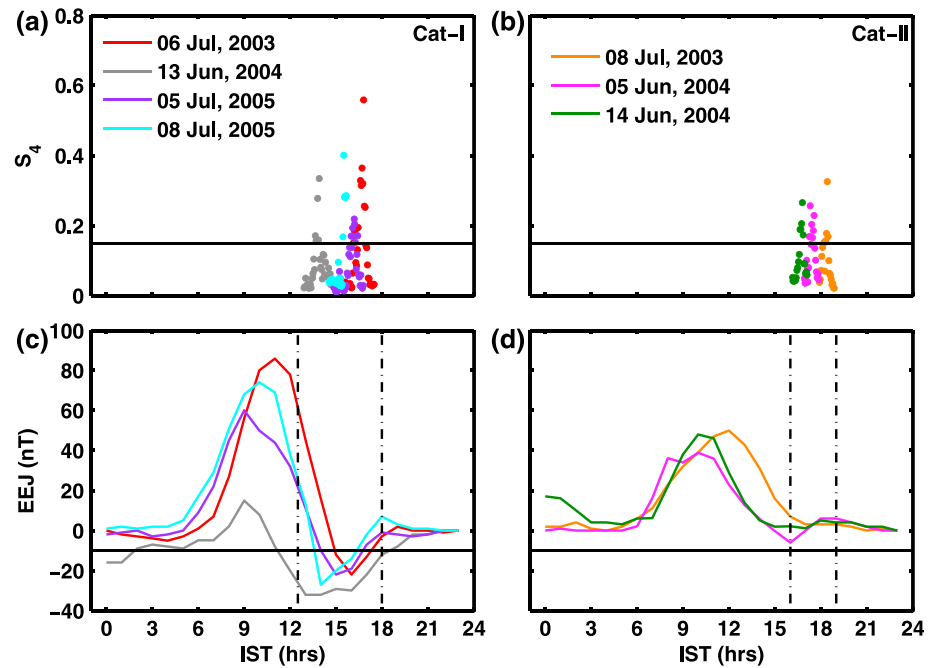 (a)
Cat-I
06 Jul, 2003
13 Jun, 2004
05 Jul, 2005
08 Jul, 2005
0.8
0.6
0.4
0.2
0
S4
(b)
Cat-II
08 Jul, 2003
05 Jun, 2004
14 Jun, 2004
(c)
100
80
60
40
20
0
−20
−40
EEJ (nT)
0 3 6 9 12 15 18 21 24
IST (hrs)
(d)
0 3 6 9 12 15 18 21 24
IST (hrs)